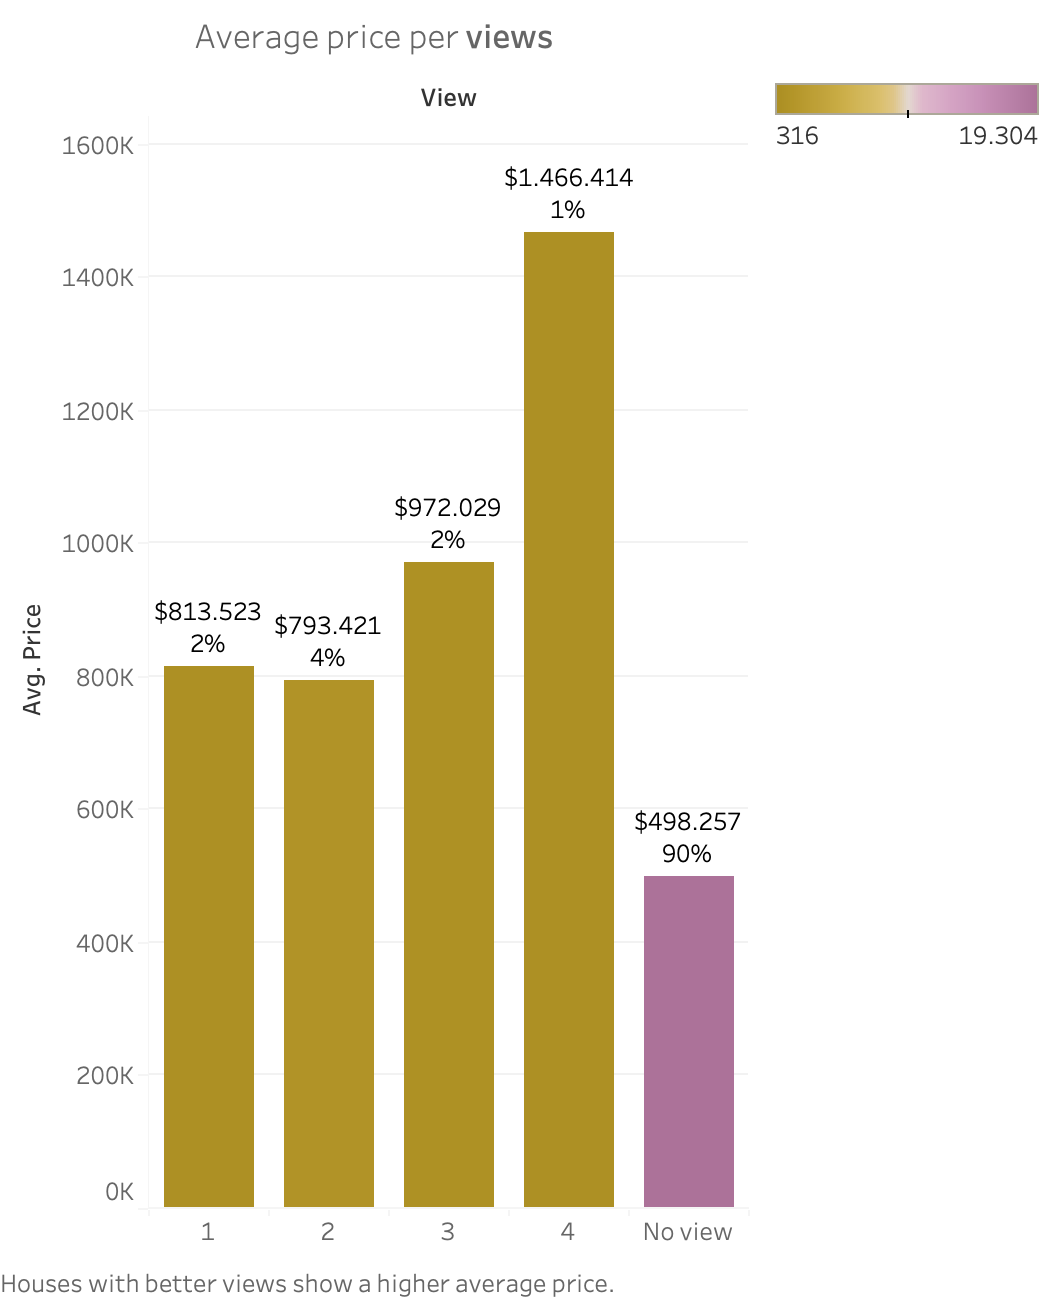 Average price per views
View
316 19.304
1600K
1400K
1200K
1000K
800K
600K
400K
200K
0K
Avg. Price
$813.523
2%
$793.421
4%
$972.029
2%
$1.466.414
1%
$498.257
90%
1 2 3 4 No view
Houses with better views show a higher average price.